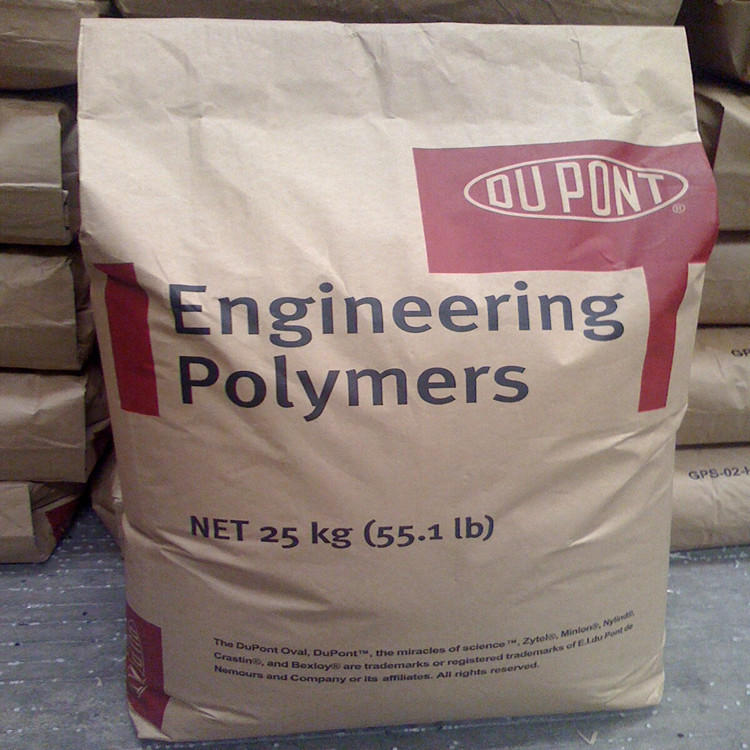 DU PONT®
Engineering
Polymers
NET 25 kg (55.1 lb)
The DuPont Oval, DuPont™, the miracles of science™, Zytel®, Minlon®, Nylind®,
Crastin®, and Bexloy® are trademarks or registered trademarks of E.I.du Pont de
Nemours and Company or its affiliates. All rights reserved.
GPS-02-